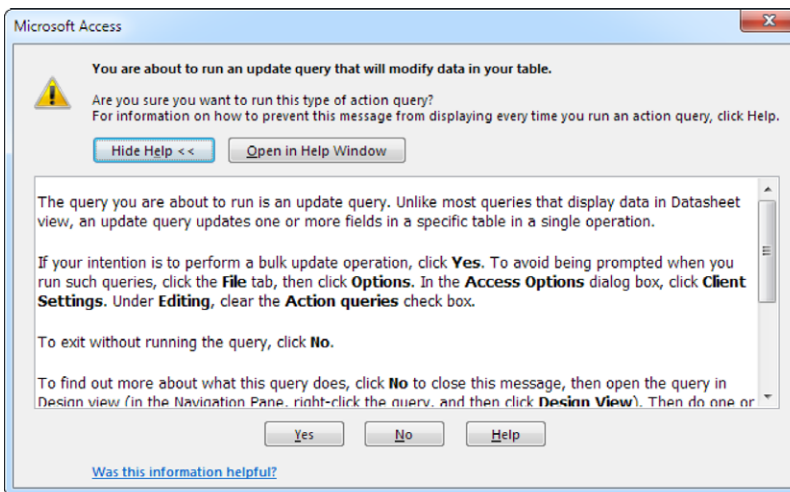 Microsoft Access
You are about to run an update query that will modify data in your table.
Are you sure you want to run this type of action query?
For information on how to prevent this message from displaying every time you run an action query, click Help.
Hide Help <<
Open in Help Window
The query you are about to run is an update query. Unlike most queries that display data in Datasheet
view, an update query updates one or more fields in a specific table in a single operation.
If your intention is to perform a bulk update operation, click Yes. To avoid being prompted when you
run such queries, click the File tab, then click Options. In the Access Options dialog box, click Client
Settings. Under Editing, clear the Action queries check box.
To exit without running the query, click No.
To find out more about what this query does, click No to close this message, then open the query in
Design view (in the Navigation Pane, right-click the query, and then click Design View). Then do one or
Yes
No
Help
Was this information helpful?